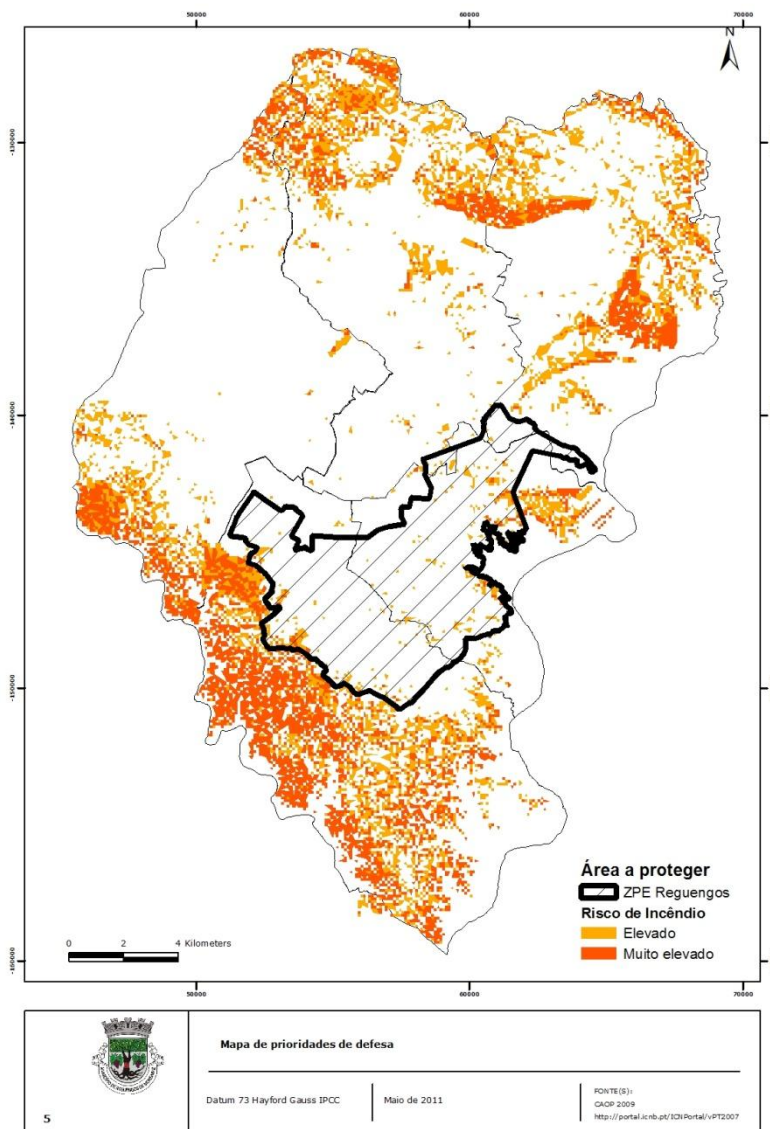 50000
60000
70000
N
-130000
-140000
-150000
-160000
Área a proteger
ZPE Reguengos
Risco de Incêndio
Elevado
Muito elevado
0 2 4 Kilometers
50000
60000
70000
Mapa de prioridades de defesa
Datum 73 Hayford Gauss IPCC
Maio de 2011
FONTE(S):
CAOP 2009
http://portal.icnb.pt/ICNPortal/vPT2007
5